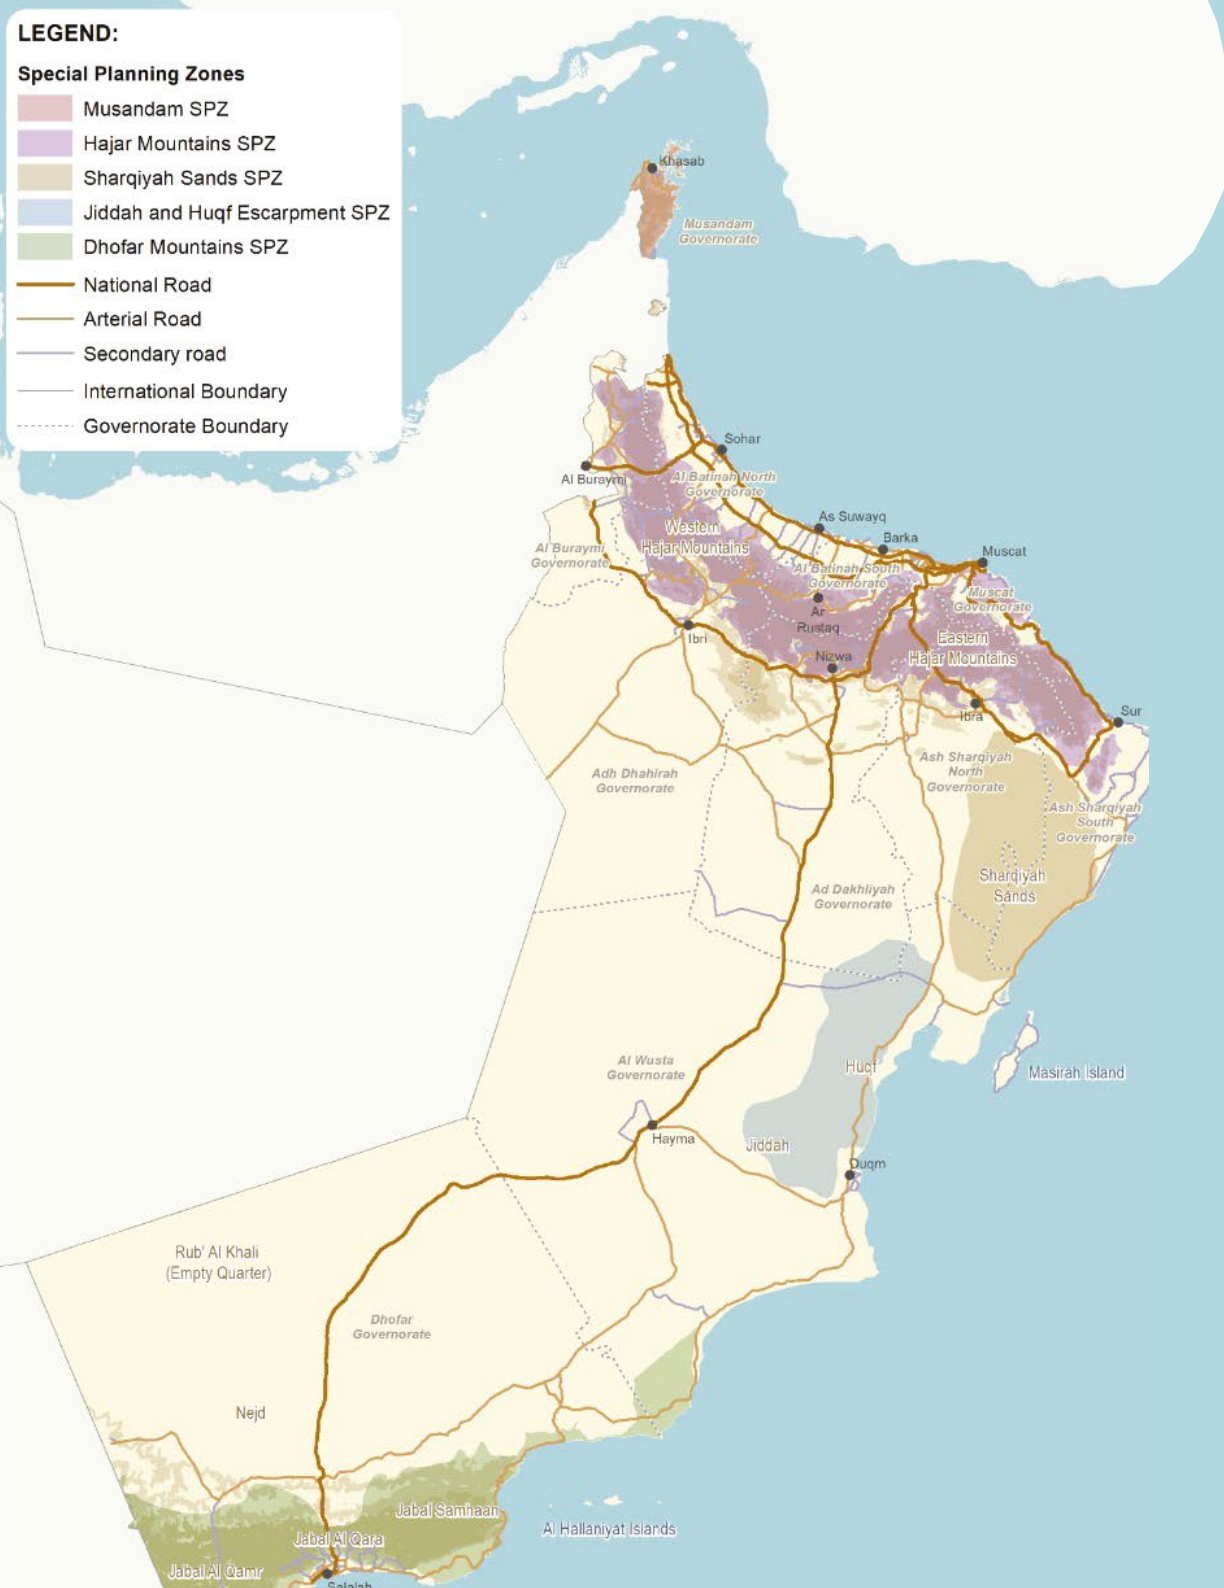 LEGEND:
Special Planning Zones
Musandam SPZ
Hajar Mountains SPZ
Sharqiyah Sands SPZ
Jiddah and Huqf Escarpment SPZ
Dhofar Mountains SPZ
National Road
Arterial Road
Secondary road
International Boundary
Governorate Boundary
Khasab
Musandam
Governorate
Sohar
Al Buraymi
Al Batinah North
Governorate
As Suwayq
Western
Hajar Mountains
Barka
Muscat
Al Buraymi
Governorate
Al Batinah South
Governorate
Muscat
Governorate
Ar
Rustaq
Ibri
Eastern
Hajar Mountains
Nizwa
Ibra
Sur
Adh Dhahirah
Governorate
Ash Sharqiyah
North
Governorate
Ash Sharqiyah
South
Governorate
Sharqiyah
Sands
Ad Dakhliyah
Governorate
Al Wusta
Governorate
Huqf
Masirah Island
Hayma
Jiddah
Duqm
Rub' Al Khali
(Empty Quarter)
Dhofar
Governorate
Nejd
Jabal Samhaan
Al Hallaniyat Islands
Jabal Al Qara
Jabal Al Qamr
Salalah